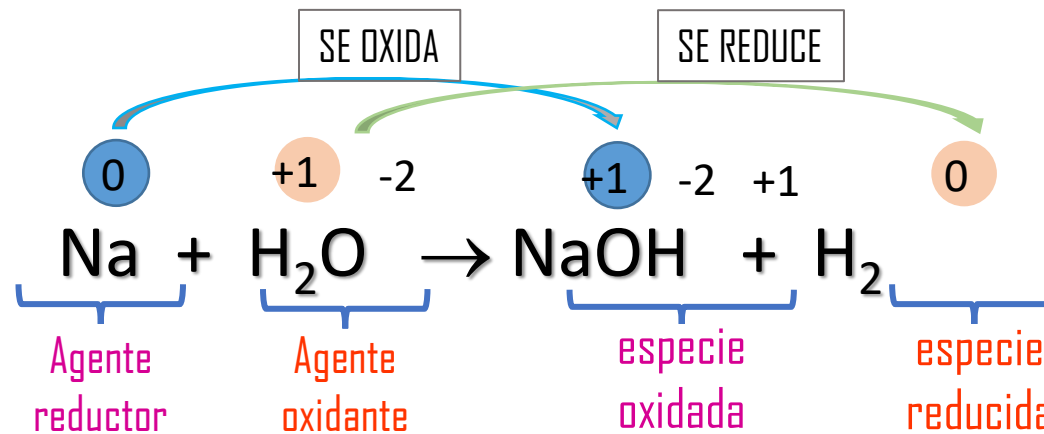 SE OXIDA SE REDUCE
0 +1 -2 +1 -2 +1 0
Na + H₂O → NaOH + H₂
Agente Agente especie especie
reductor oxidante oxidada reducida